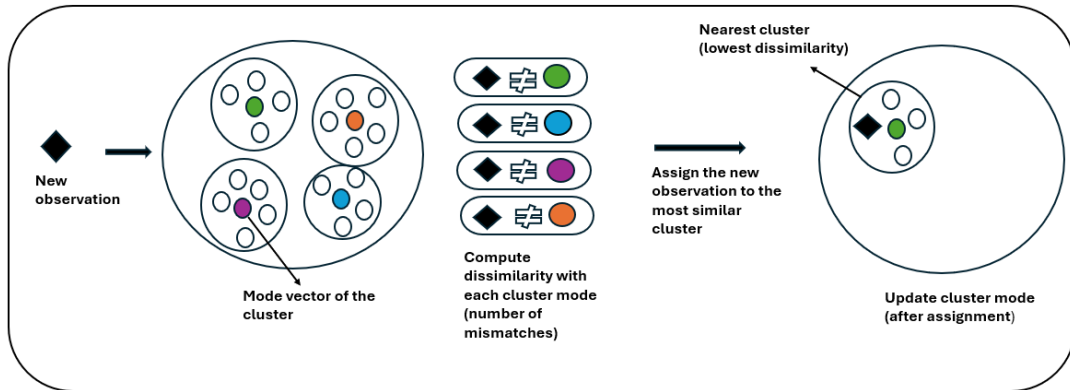 New
observation
Mode vector of the
cluster
Compute
dissimilarity with
each cluster mode
(number of
mismatches)
Assign the new
observation to the
most similar
cluster
Nearest cluster
(lowest dissimilarity)
Update cluster mode
(after assignment)